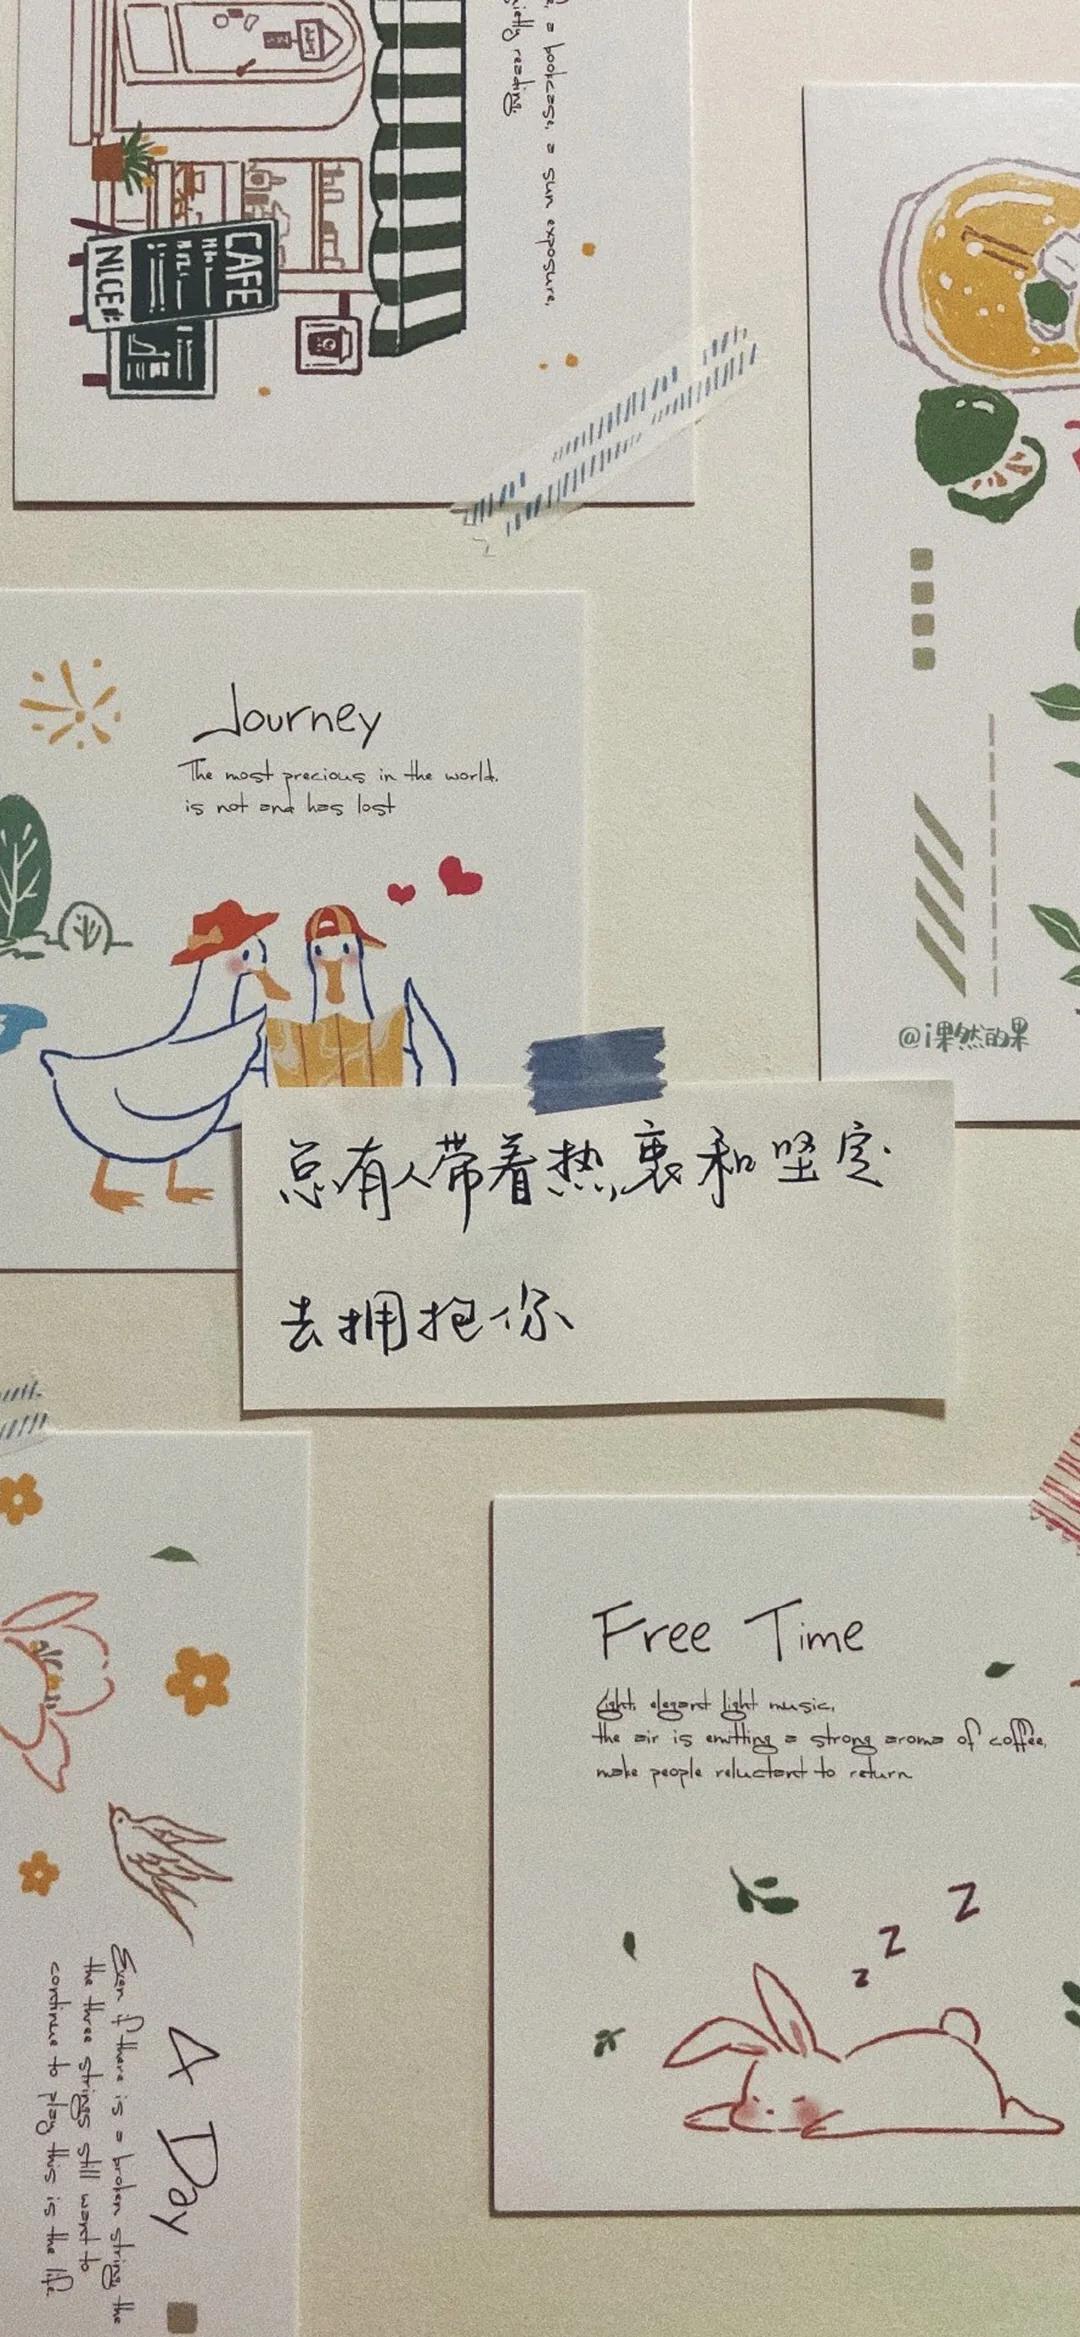 a bookcase, a sun exposure,
reading.
CAFE
NICE
Journey
The most precious in the world.
is not and has lost
@i果然的果
总有人带着热衷和坚定
去拥抱你
Free Time
Light, elegant light music,
the air is emitting a strong aroma of coffee,
make people reluctant to return
Z
Z
Z
A Day
Even if there is a broken string, the
the three strings still want to
continue to play this is the life